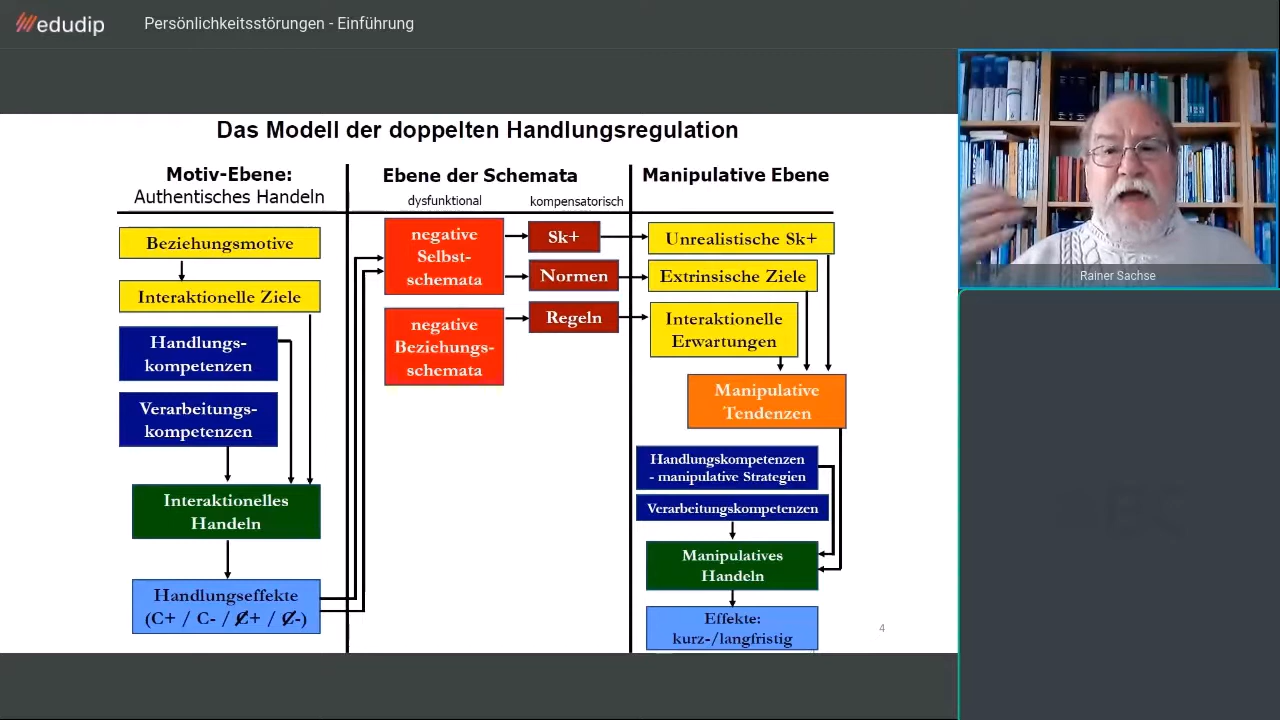 edudip
Persönlichkeitsstörungen - Einführung
Das Modell der doppelten Handlungsregulation
Motiv-Ebene:
Authentisches Handeln
Ebene der Schemata
dysfunktional
kompensatorisch
Manipulative Ebene
Beziehungsmotive
Interaktionelle Ziele
Handlungs-
kompetenzen
Verarbeitungs-
kompetenzen
Interaktionelles
Handeln
Handlungseffekte
(C+ / C- / C̸+ / C̸-)
negative
Selbst-
schemata
negative
Beziehungs-
schemata
Sk+
Normen
Regeln
Unrealistische Sk+
Extrinsische Ziele
Interaktionelle
Erwartungen
Manipulative
Tendenzen
Handlungskompetenzen
- manipulative Strategien
Verarbeitungskompetenzen
Manipulatives
Handeln
Effekte:
kurz-/langfristig
4
Rainer Sachse